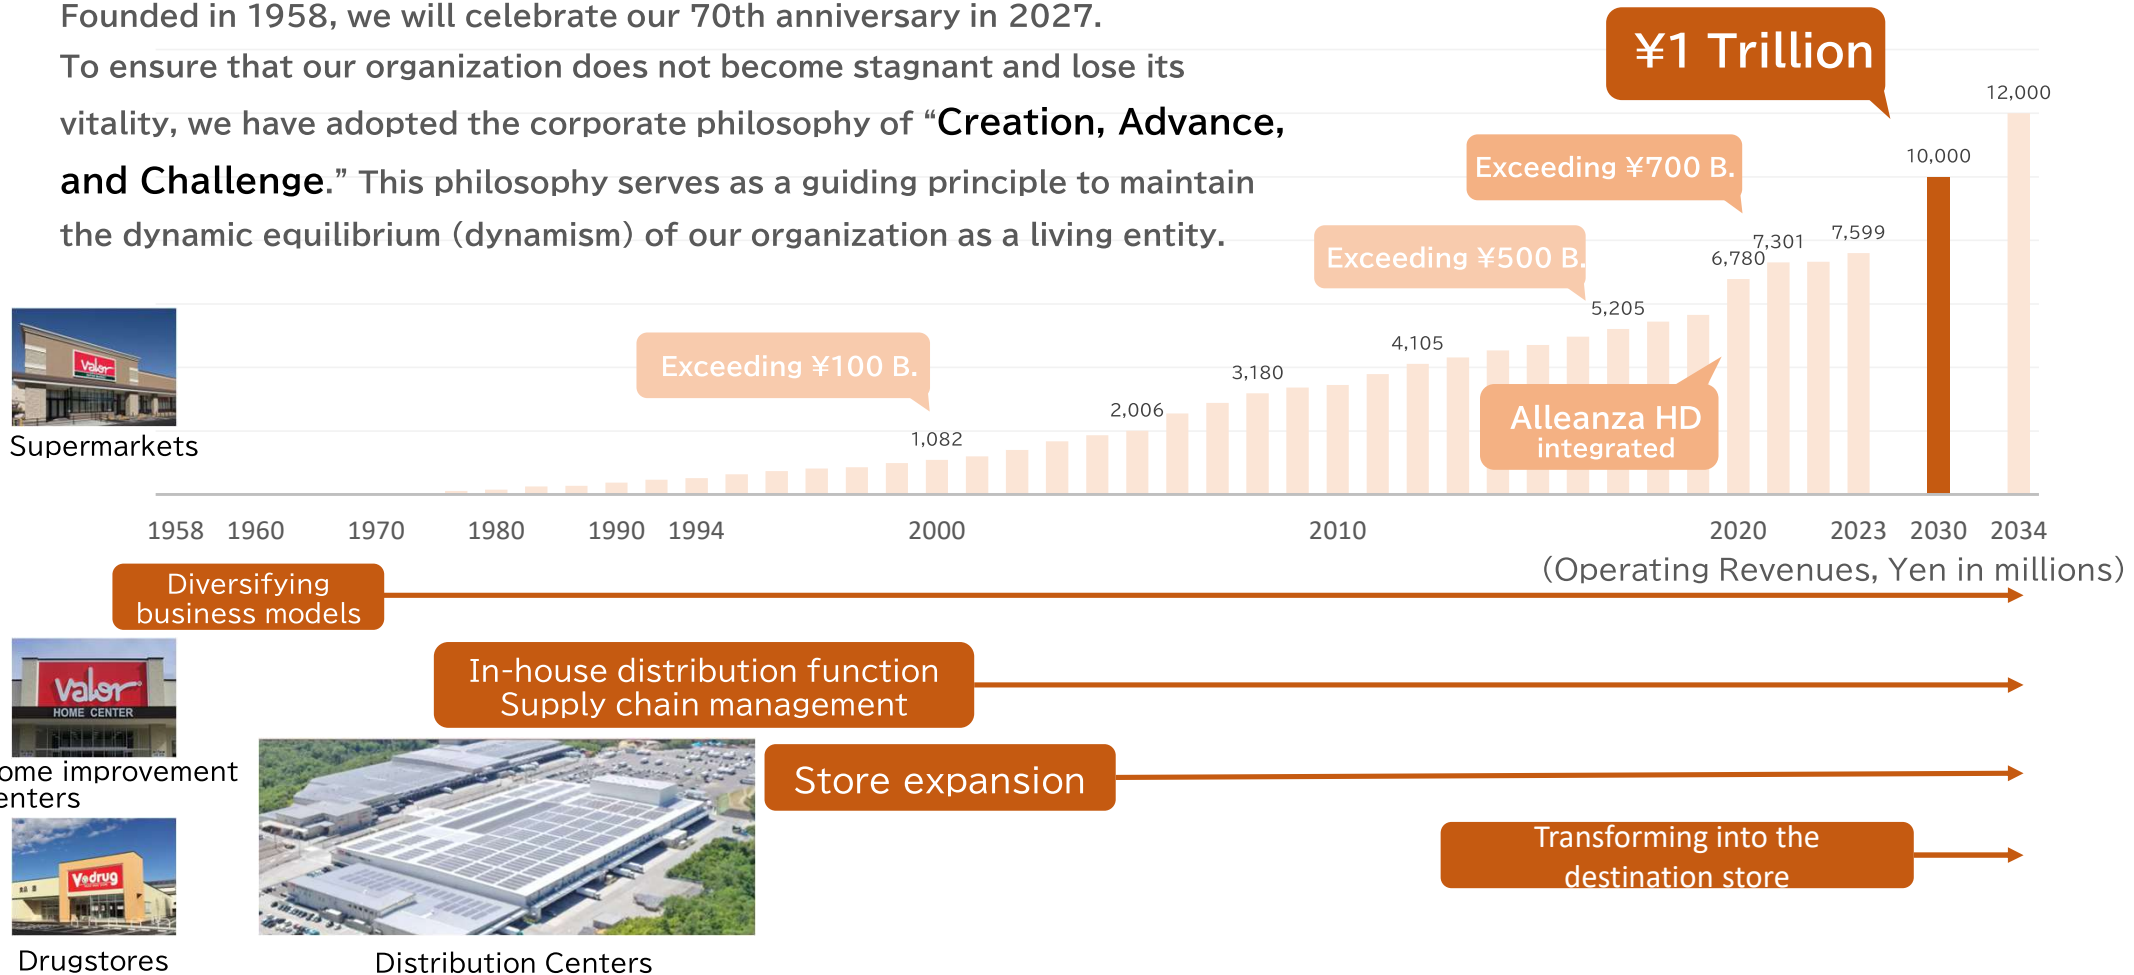 Founded in 1958, we will celebrate our 70th anniversary in 2027.
To ensure that our organization does not become stagnant and lose its
vitality, we have adopted the corporate philosophy of “Creation, Advance,
and Challenge.” This philosophy serves as a guiding principle to maintain
the dynamic equilibrium (dynamism) of our organization as a living entity.
¥1 Trillion
12,000
Exceeding ¥700 B.
10,000
Exceeding ¥500 B.
7,301
7,599
6,780
5,205
Exceeding ¥100 B.
4,105
3,180
2,006
1,082
Alleanza HD
integrated
valor
Supermarkets
1958 1960 1970 1980 1990 1994 2000 2010 2020 2023 2030 2034
(Operating Revenues, Yen in millions)
Diversifying
business models
In-house distribution function
Supply chain management
valor
HOME CENTER
ome improvement
enters
Store expansion
Transforming into the
destination store
V•drug
Drugstores
Distribution Centers